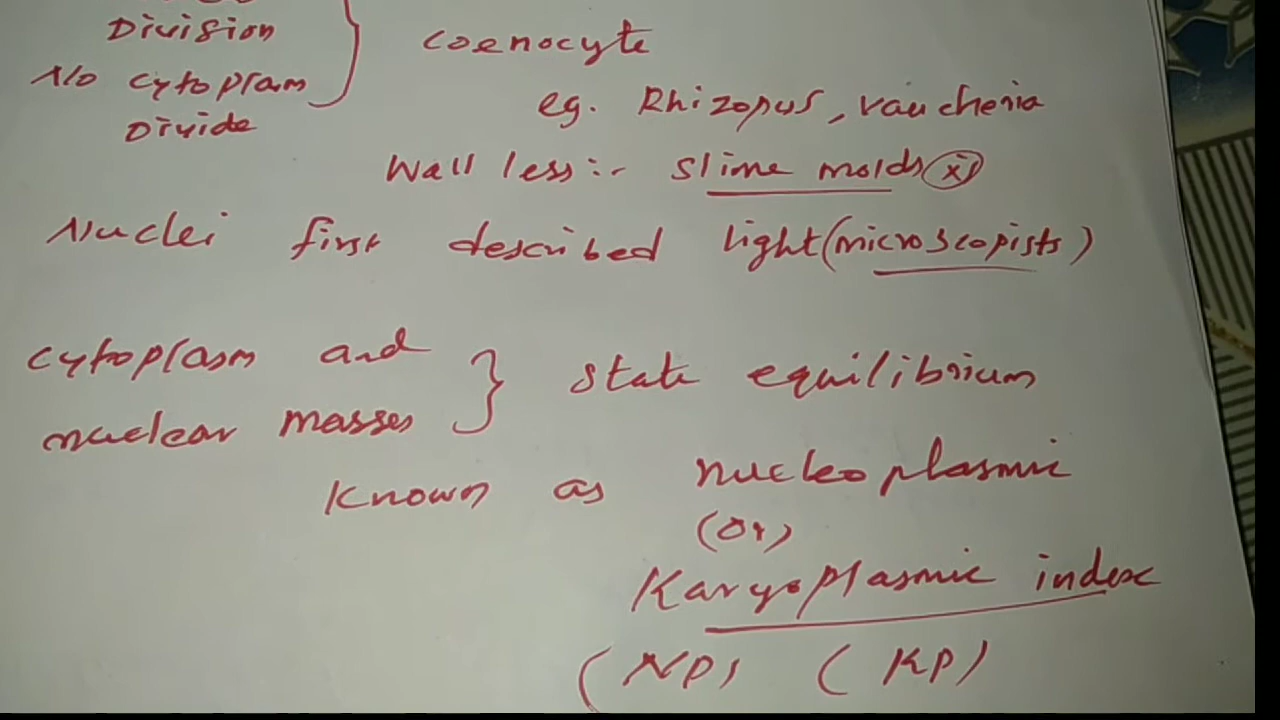 Division
No cytoplasm
Divide
Coenocyte
eg. Rhizopus, vaucheria
Wall less :- Slime molds
Nuclei first described light (microscopists)
cytoplasm and
nuclear masses
State equilibrium
Known as nucleoplasmic
(or)
Karyoplasmic index
(NP) (KP)